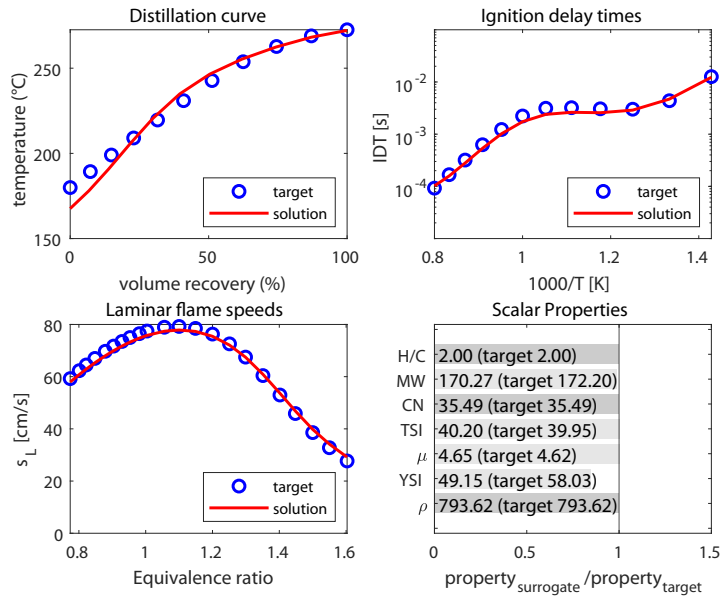 Distillation curve
temperature (°C)
250
200
150
0
50
100
volume recovery (%)
target
solution
Ignition delay times
IDT [s]
10-2
10-3
10-4
0.8
1
1.2
1.4
1000/T [K]
target
solution
Laminar flame speeds
sL [cm/s]
80
60
40
20
0
0.8
1
1.2
1.4
1.6
Equivalence ratio
target
solution
Scalar Properties
H/C 2.00 (target 2.00)
MW 170.27 (target 172.20)
CN 35.49 (target 35.49)
TSI 40.20 (target 39.95)
μ 4.65 (target 4.62)
YSI 49.15 (target 58.03)
ρ 793.62 (target 793.62)
0
0.5
1
1.5
propertysurrogate/propertytarget